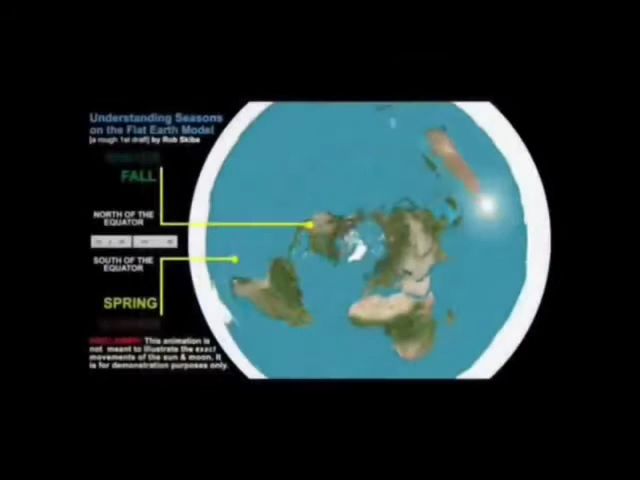 Understanding Seasons
on the Flat Earth Model
[a rough 1st draft] by Rob Skiba
FALL
NORTH OF THE
EQUATOR
SOUTH OF THE
EQUATOR
SPRING
DISCLAIMER: This animation is
not meant to illustrate the exact
movements of the sun & moon. It
is for demonstration purposes only.